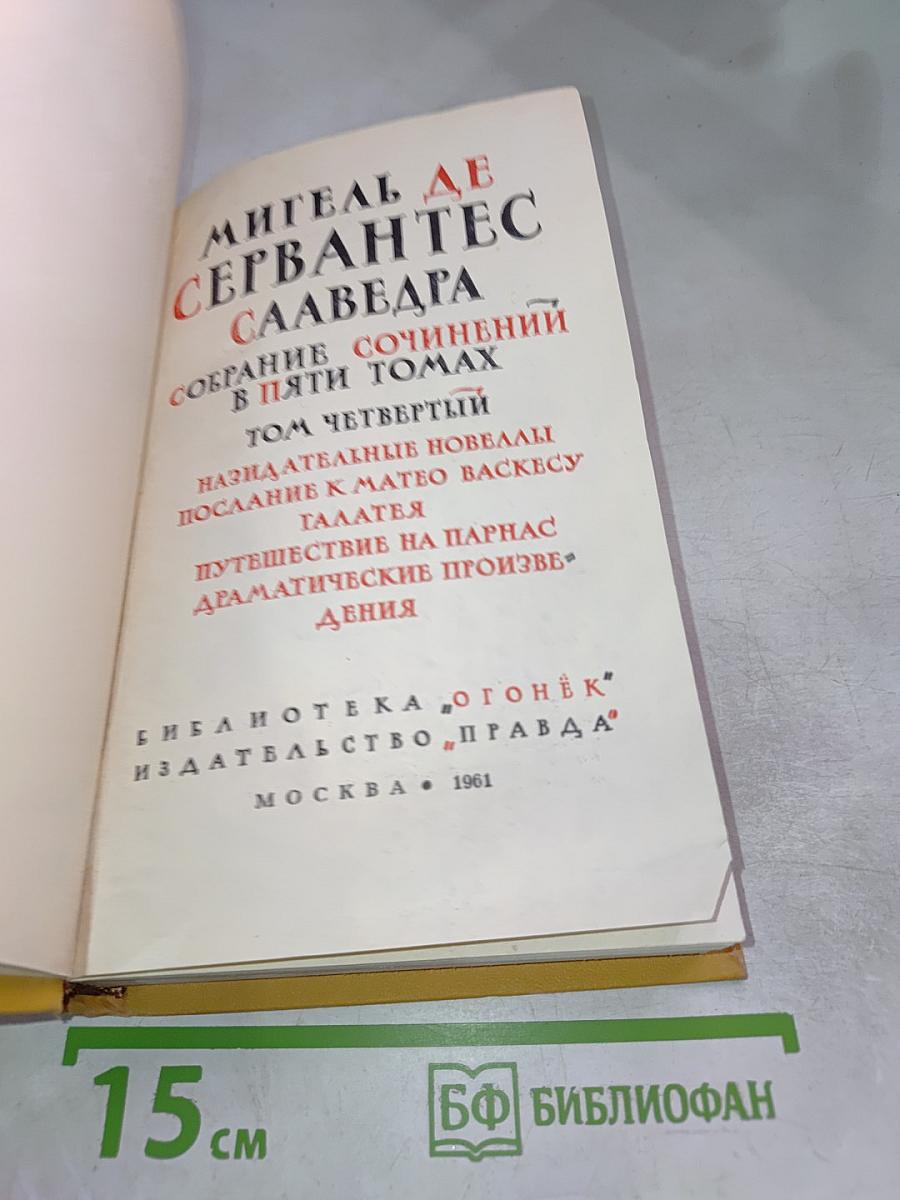 МИГЕЛЬ ДЕ
СЕРВАНТЕС
СААВЕДРА
СОБРАНИЕ СОЧИНЕНИЙ
В ПЯТИ ТОМАХ
ТОМ ЧЕТВЕРТЫЙ
НАЗИДАТЕЛЬНЫЕ НОВЕЛЛЫ
ПОСЛАНИЕ К МАТЕО ВАСКЕСУ
ГАЛАТЕЯ
ПУТЕШЕСТВИЕ НА ПАРНАС
ДРАМАТИЧЕСКИЕ ПРОИЗВЕ-
ДЕНИЯ
БИБЛИОТЕКА „ОГОНЁК"
ИЗДАТЕЛЬСТВО „ПРАВДА"
МОСКВА • 1961
15 см
БФ БИБЛИОФАН